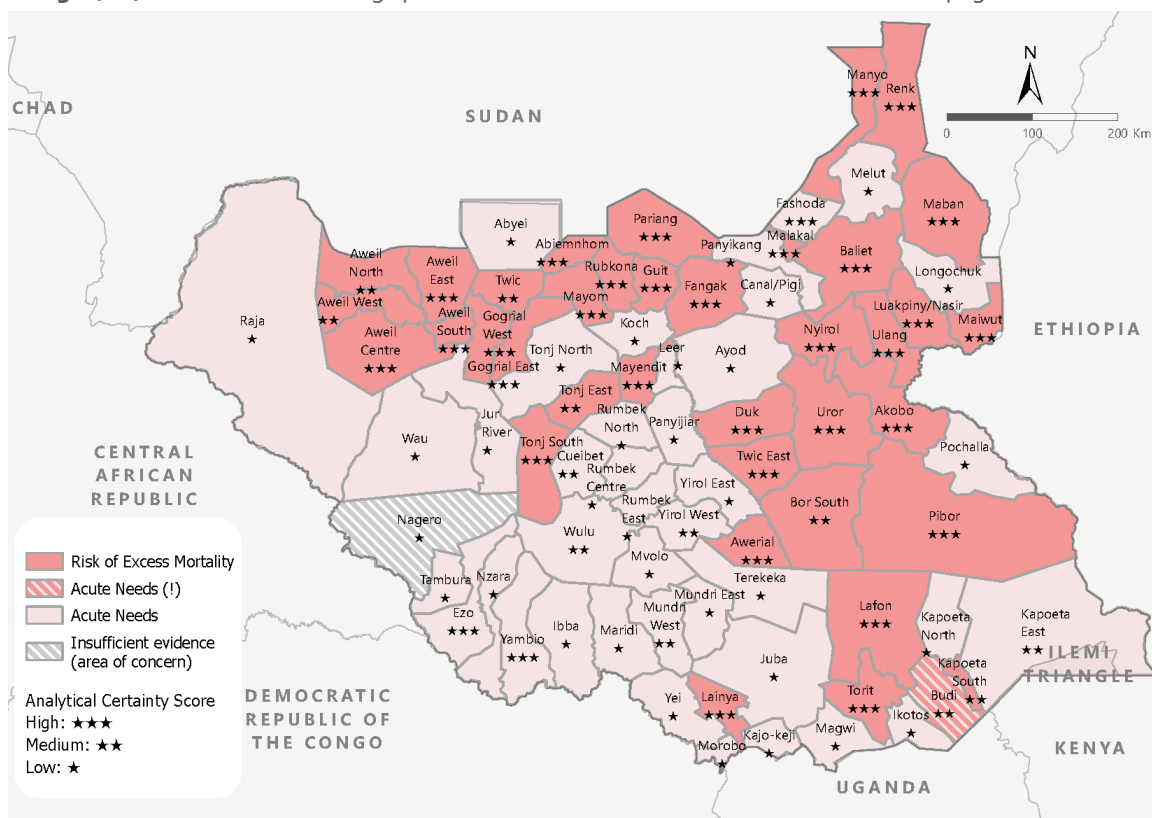 CHAD
SUDAN
N
0 100 200 Km
Manyo
★★★
Renk
★★★
Melut
★
Fashoda
★★★
Maban
★★★
Abyei
★
Pariang
★★★
Malakal
★★★
Panyikang
★
Baliet
★★★
Abiemnhom
★★★
Aweil
North
★★
Aweil
East
★★★
Twic
★★
Rubkona
★★★
Guit
★★★
Fangak
★★★
Canal/Pigi
★
Longochuk
★
Aweil West
★★
Mayom
★★★
Luakpiny/Nasir
★★★
Maiwut
★★★
ETHIOPIA
Raja
★
Aweil
South
★★★
Gogrial
West
★★★
Koch
★
Nyirol
★★★
Ulang
★★★
Aweil
Centre
★★★
Tonj North
★
Leer
★
Ayod
★
Gogrial East
★★★
Mayendit
★★★
Tonj East
★★
Jur
River
★
Rumbek
North
★
Panyijiar
★
Duk
★★★
Uror
★★★
Akobo
★★★
Wau
★
Tonj South
★★★
Cueibet
★★
Pochalla
★
Twic East
★★★
CENTRAL
AFRICAN
REPUBLIC
Rumbek
Centre
★
Yirol East
★
Rumbek
East
★
Yirol West
★★
Bor South
★★
Pibor
★★★
Nagero
★
Wulu
★★
Awerial
★★★
Mvolo
★
Tambura
★
Nzara
★
Terekeka
★
Mundri East
★
Ezo
★★★
Yambio
★★★
Ibba
★
Maridi
★
Mundri
West
★★
Lafon
★★★
Kapoeta
North
★
Kapoeta
East
★★
ILEMI
TRIANGLE
Juba
★
Kapoeta
South
★★
Budi
★★
Yei
★
Lainya
★★★
Torit
★★★
Ikotos
★
Magwi
★
Kajo-keji
★
Morobo
★
DEMOCRATIC
REPUBLIC OF
THE CONGO
KENYA
UGANDA
Risk of Excess Mortality
Acute Needs (!)
Acute Needs
Insufficient evidence
(area of concern)
Analytical Certainty Score
High: ★★★
Medium: ★★
Low: ★